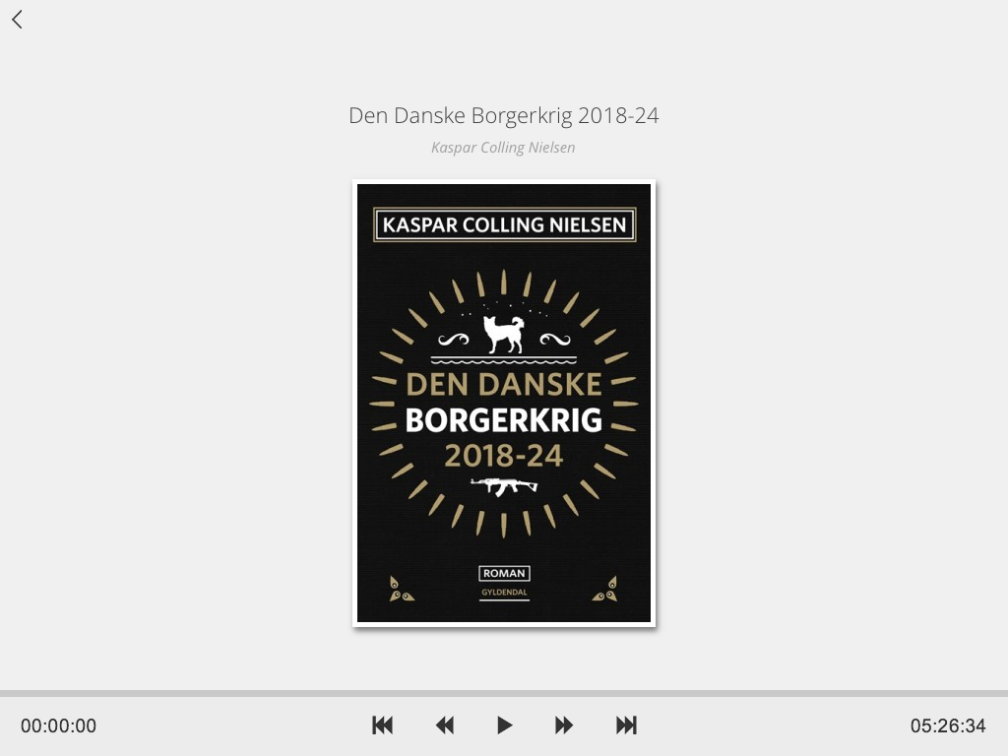 Den Danske Borgerkrig 2018-24
Kaspar Colling Nielsen
KASPAR COLLING NIELSEN
DEN DANSKE
BORGERKRIG
2018-24
ROMAN
GYLDENDAL
00:00:00
05:26:34